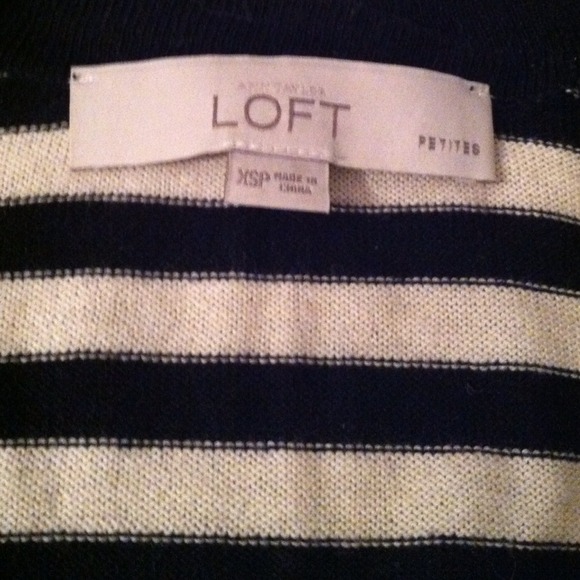 ANN TAYLOR
LOFT
PETITES
XSP MADE IN
CHINA